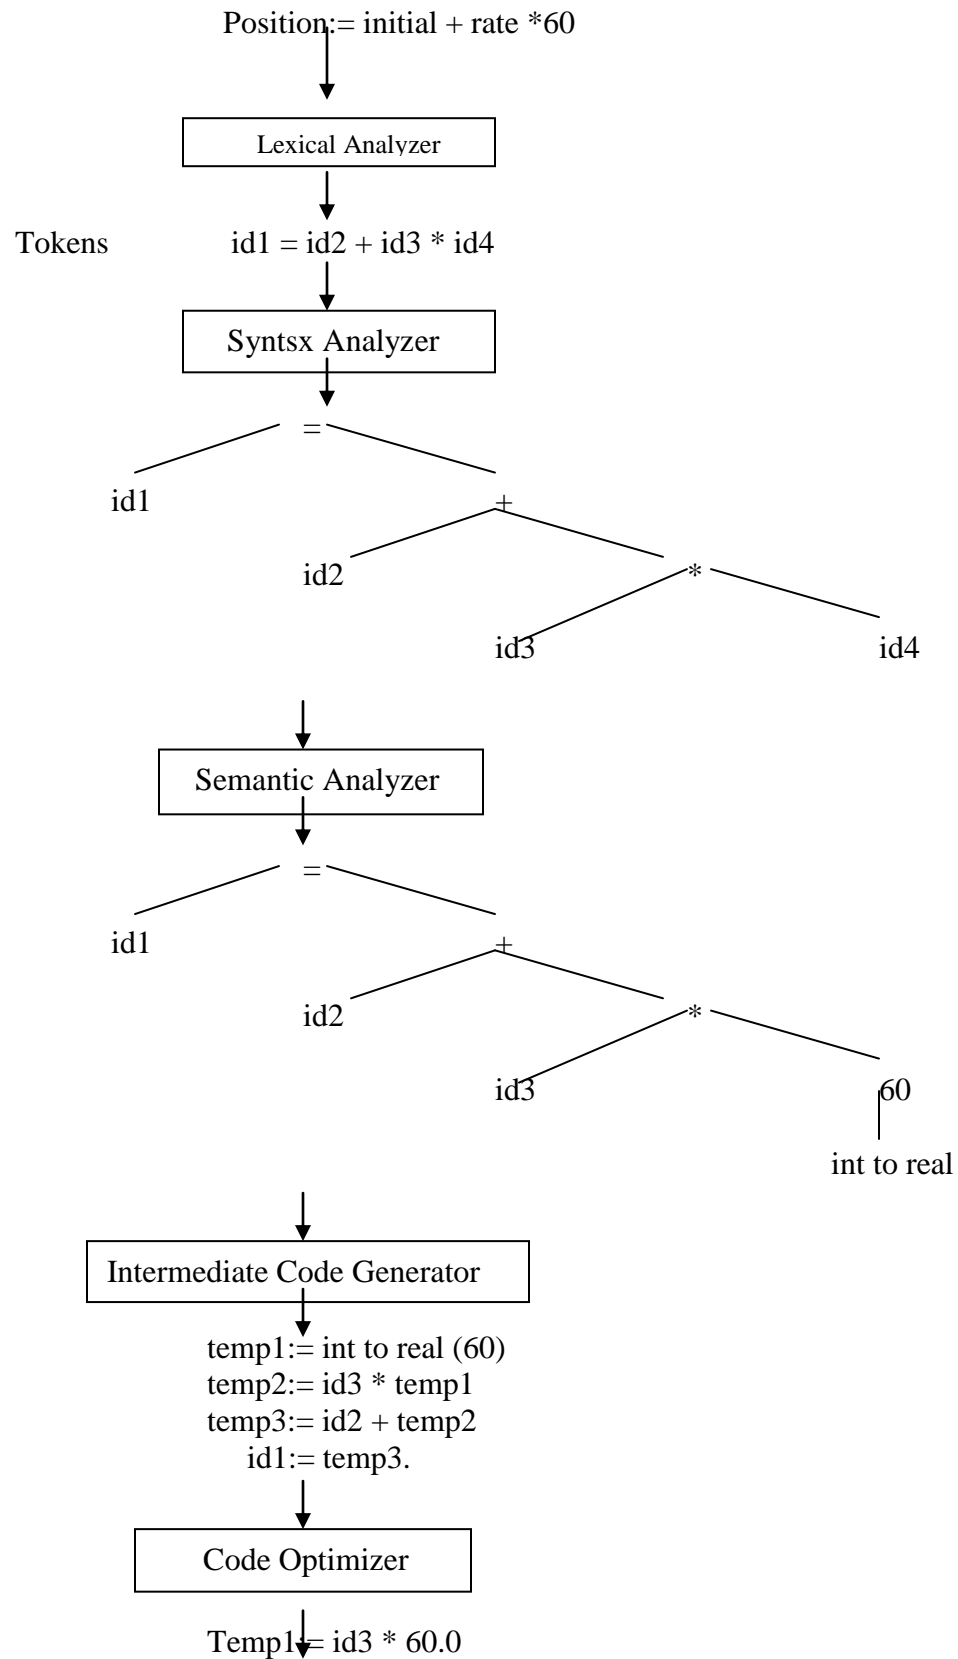 Position:= initial + rate *60
Lexical Analyzer
Tokens id1 = id2 + id3 * id4
Syntsx Analyzer
=
id1
+
id2
*
id3 id4
Semantic Analyzer
=
id1
+
id2
*
id3 60
int to real
Intermediate Code Generator
temp1:= int to real (60)
temp2:= id3 * temp1
temp3:= id2 + temp2
id1:= temp3.
Code Optimizer
Temp1:= id3 * 60.0